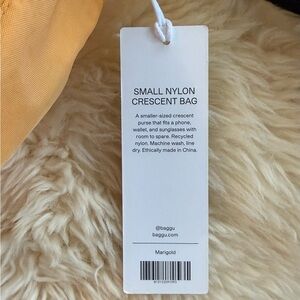 SMALL NYLON
CRESCENT BAG
A smaller-sized crescent
purse that fits a phone,
wallet, and sunglasses with
room to spare. Recycled
nylon. Machine wash, line
dry. Ethically made in China.
@baggu
baggu.com
Marigold